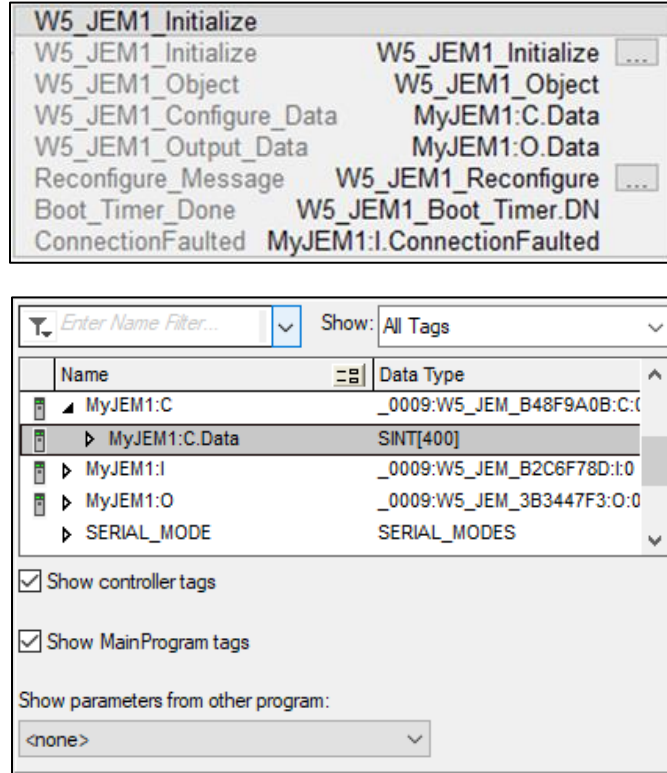 W5_JEM1_Initialize
W5_JEM1_Initialize W5_JEM1_Initialize ...
W5_JEM1_Object W5_JEM1_Object
W5_JEM1_Configure_Data MyJEM1:C.Data
W5_JEM1_Output_Data MyJEM1:O.Data
Reconfigure_Message W5_JEM1_Reconfigure ...
Boot_Timer_Done W5_JEM1_Boot_Timer.DN
ConnectionFaulted MyJEM1:I.ConnectionFaulted
Enter Name Filter... Show: All Tags
Name Data Type
MyJEM1:C _0009:W5_JEM_B48F9A0B:C:0
MyJEM1:C.Data SINT[400]
MyJEM1:I _0009:W5_JEM_B2C6F78D:I:0
MyJEM1:O _0009:W5_JEM_3B3447F3:O:0
SERIAL_MODE SERIAL_MODES
Show controller tags
Show MainProgram tags
Show parameters from other program:
<none>